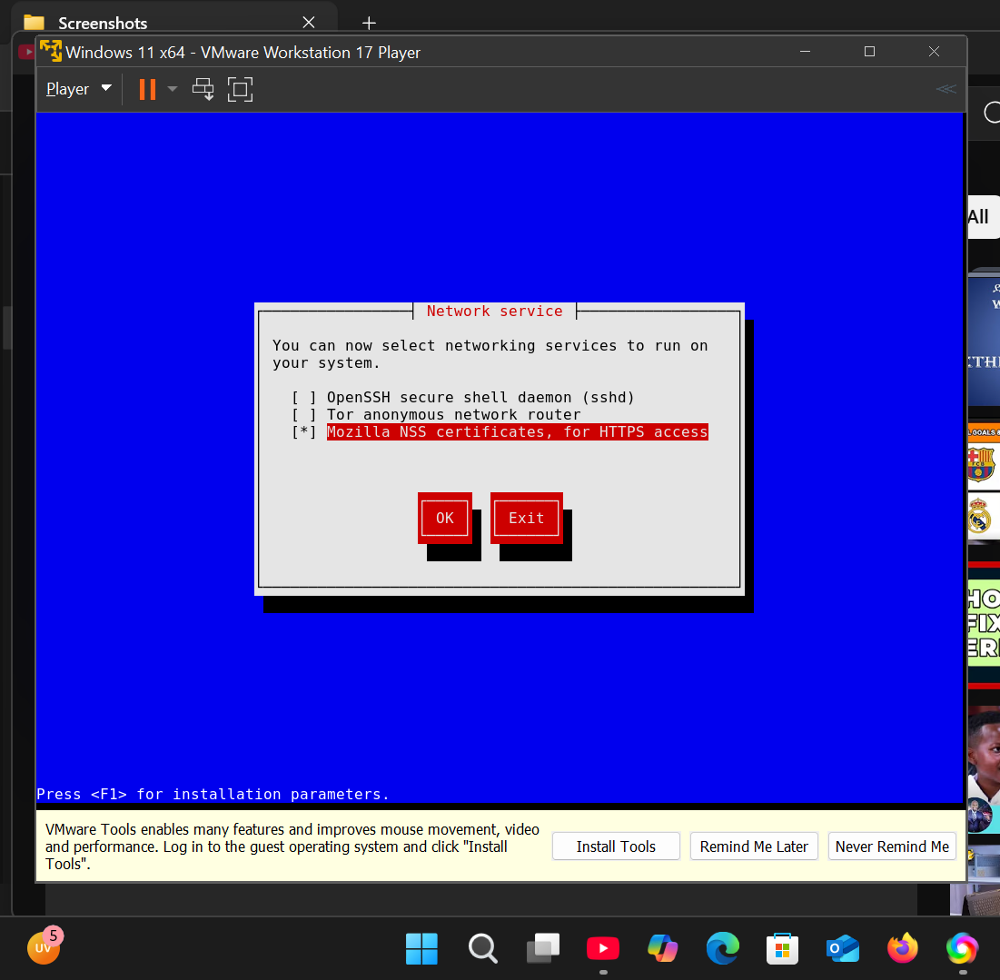 Screenshots
Windows 11 x64 - VMware Workstation 17 Player
Player
All
Network service
You can now select networking services to run on
your system.
[ ] OpenSSH secure shell daemon (sshd)
[ ] Tor anonymous network router
[*] Mozilla NSS certificates, for HTTPS access
OK
Exit
GOALS &
HO
FIX
ER
Press <F1> for installation parameters.
VMware Tools enables many features and improves mouse movement, video
and performance. Log in to the guest operating system and click "Install
Tools".
Install Tools
Remind Me Later
Never Remind Me
UV
5